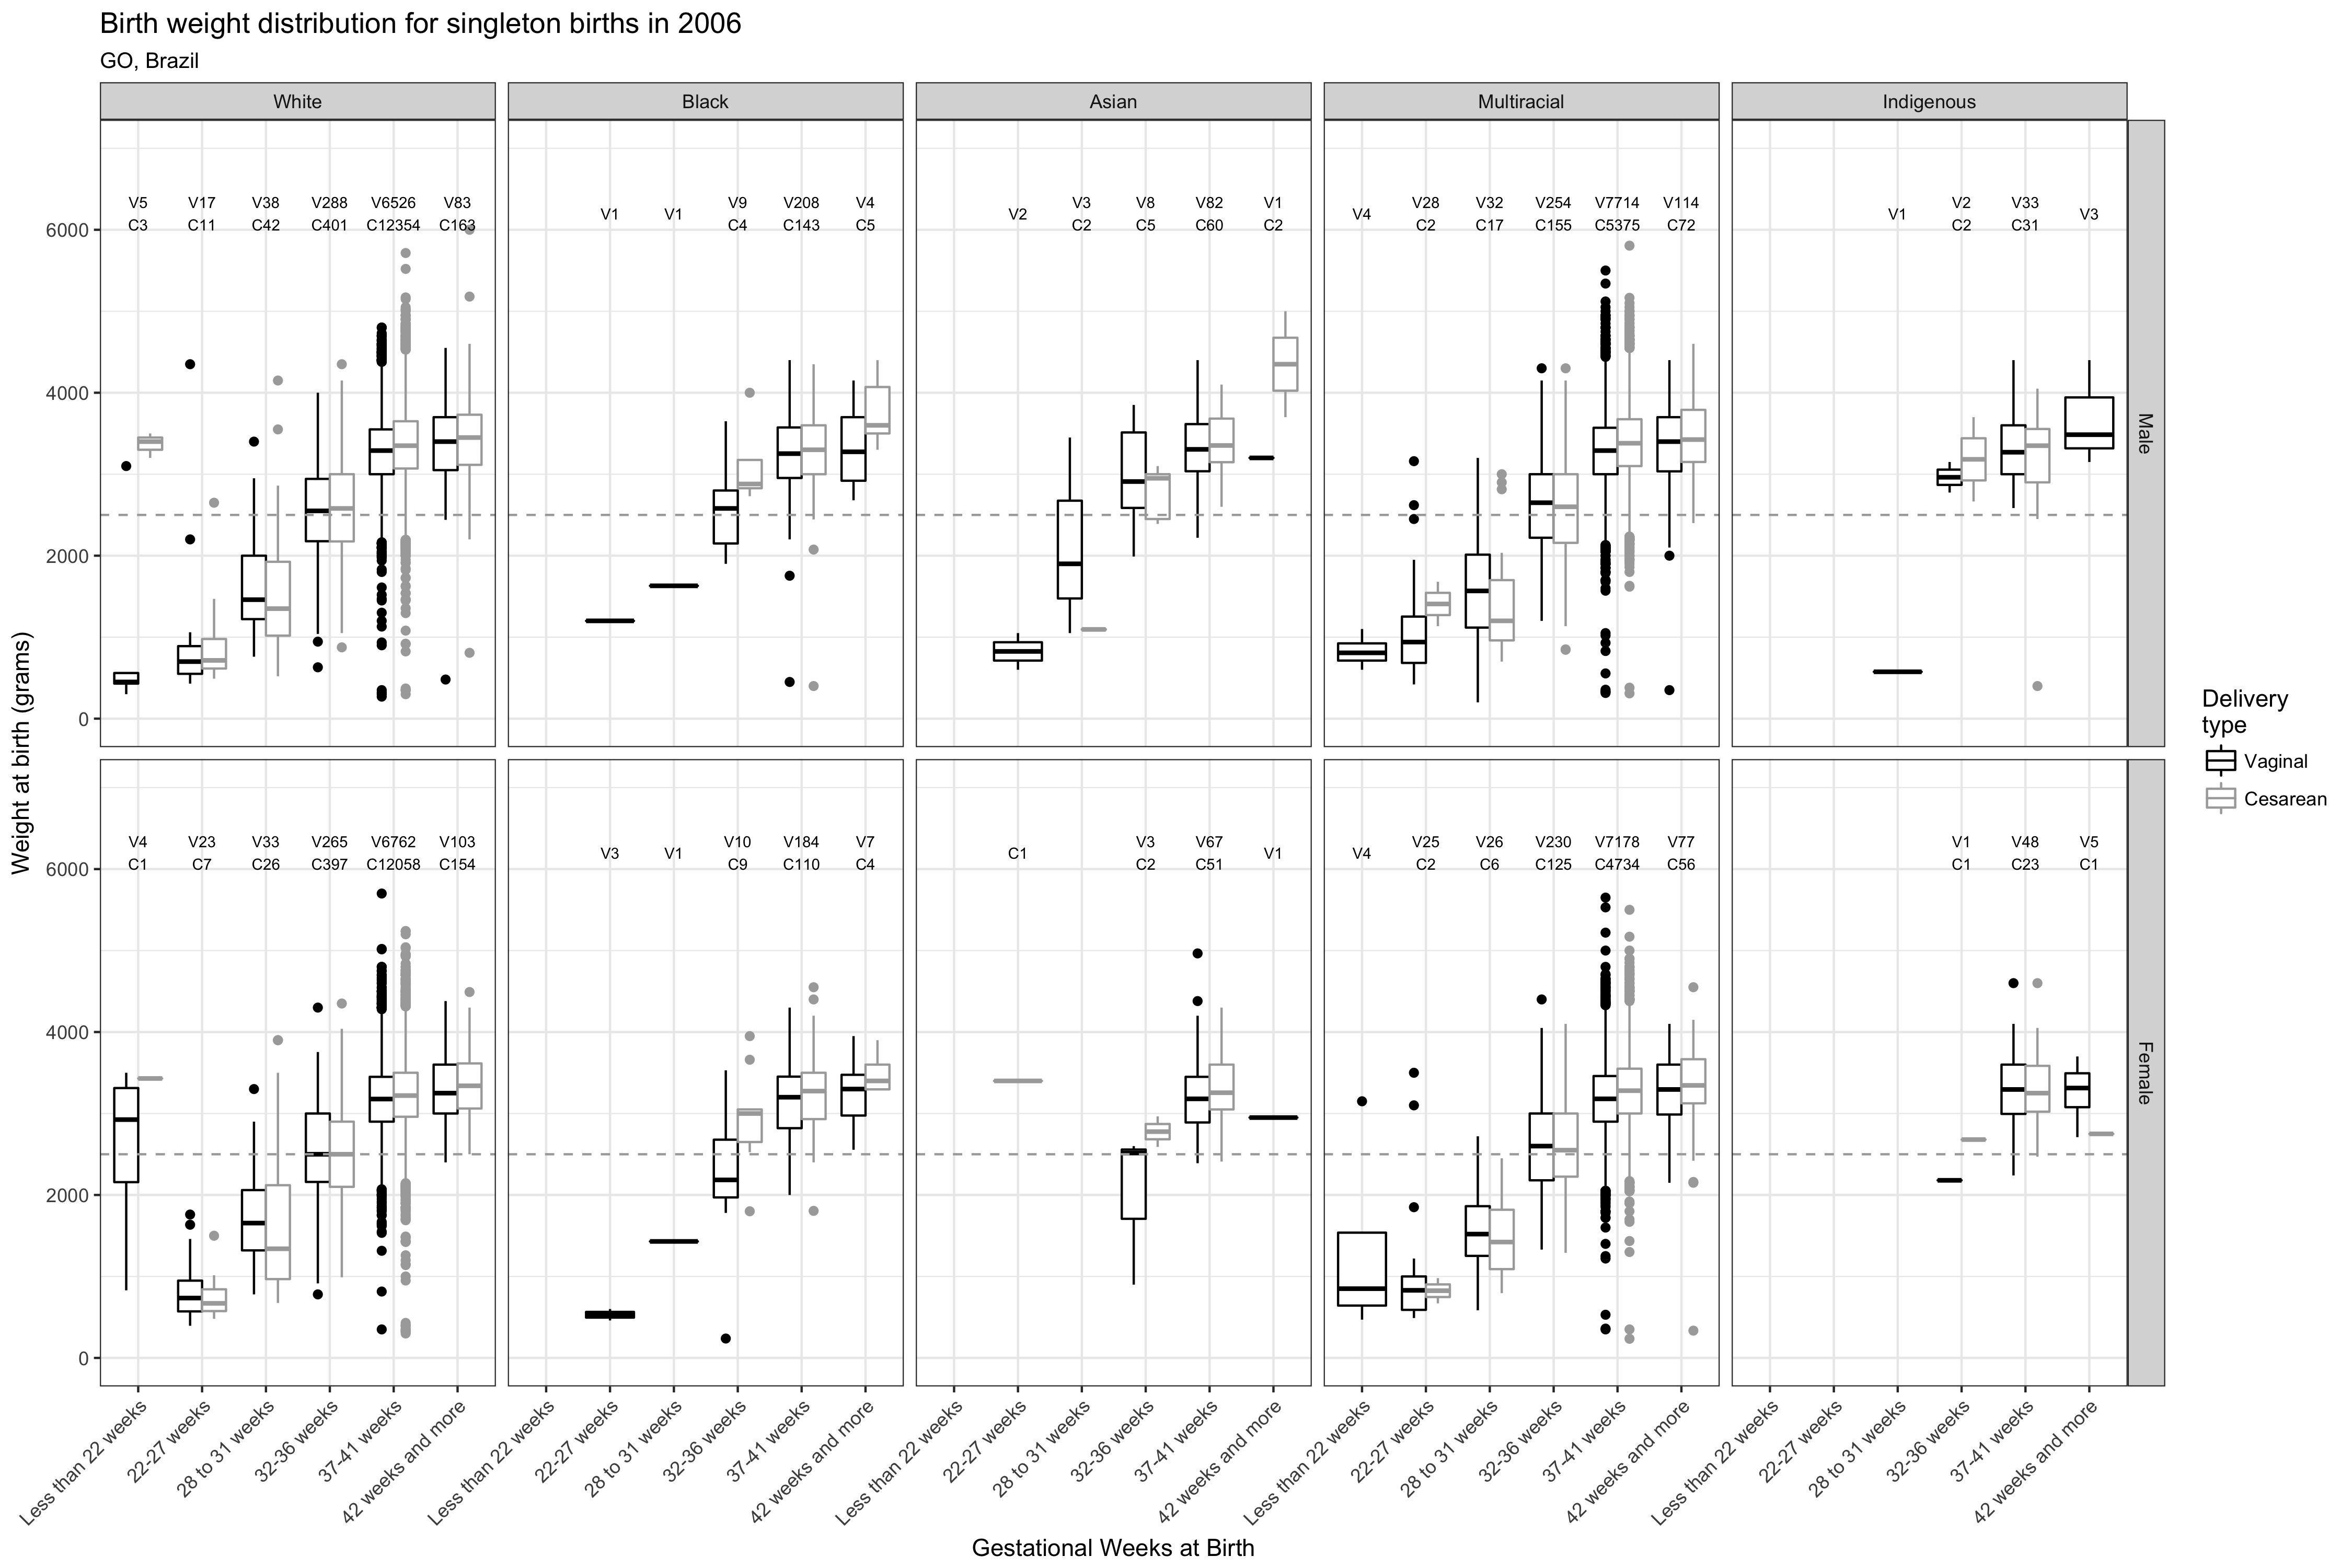 Birth weight distribution for singleton births in 2006
GO, Brazil
White
Black
Asian
Multiracial
Indigenous
Male
Female
Weight at birth (grams)
6000
4000
2000
0
V5 V17 V38 V288 V6526 V83
C3 C11 C42 C401 C12354 C163
V1 V1 V9 V208 V4
C4 C143 C5
V2 V3 V8 V82 V1
C2 C5 C60 C2
V4 V28 V32 V254 V7714 V114
C2 C17 C155 C5375 C72
V1 V2 V33 V3
C2 C31
6000
4000
2000
0
V4 V23 V33 V265 V6762 V103
C1 C7 C26 C397 C12058 C154
V3 V1 V10 V184 V7
C9 C110 C4
C1 V3 V67 V1
C2 C51
V4 V25 V26 V230 V7178 V77
C2 C6 C125 C4734 C56
V1 V48 V5
C1 C23 C1
Less than 22 weeks
22-27 weeks
28 to 31 weeks
32-36 weeks
37-41 weeks
42 weeks and more
Less than 22 weeks
22-27 weeks
28 to 31 weeks
32-36 weeks
37-41 weeks
42 weeks and more
Less than 22 weeks
22-27 weeks
28 to 31 weeks
32-36 weeks
37-41 weeks
42 weeks and more
Less than 22 weeks
22-27 weeks
28 to 31 weeks
32-36 weeks
37-41 weeks
42 weeks and more
Less than 22 weeks
22-27 weeks
28 to 31 weeks
32-36 weeks
37-41 weeks
42 weeks and more
Gestational Weeks at Birth
Delivery
type
Vaginal
Cesarean